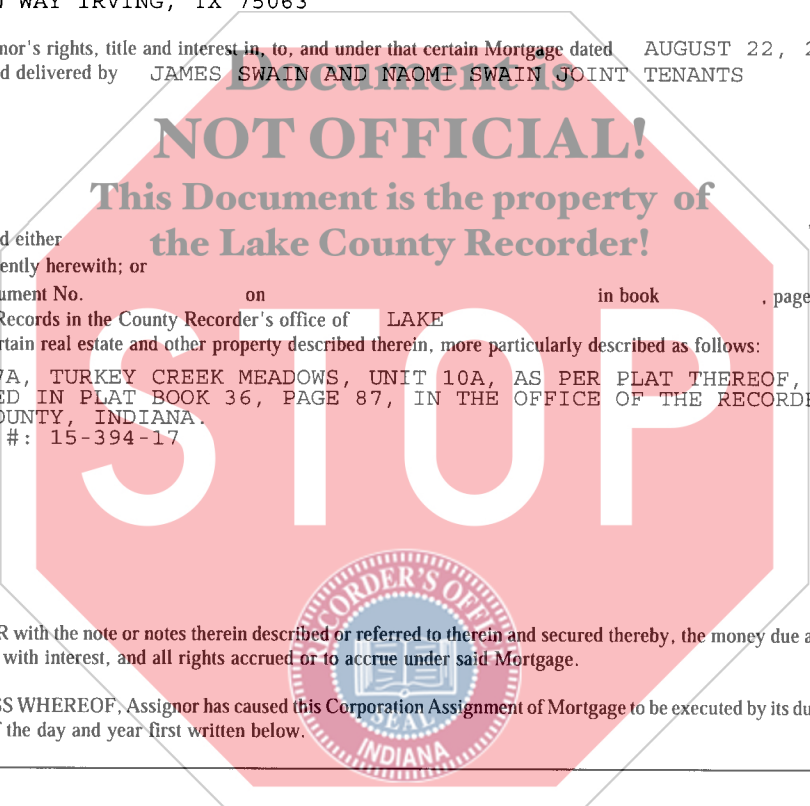 WAY IRVING, TX 75063
nor's rights, title and interest in, to, and under that certain Mortgage dated AUGUST 22, 2
d delivered by JAMES SWAIN AND NAOMI SWAIN JOINT TENANTS
Document is
NOT OFFICIAL!
This Document is the property of
the Lake County Recorder!
d either
ently herewith; or
ument No. on in book , page
Records in the County Recorder's office of LAKE
rtain real estate and other property described therein, more particularly described as follows:
7A, TURKEY CREEK MEADOWS, UNIT 10A, AS PER PLAT THEREOF,
ED IN PLAT BOOK 36, PAGE 87, IN THE OFFICE OF THE RECORDE
OUNTY, INDIANA.
#: 15-394-17
STOP
RECORDER'S OFFICE
SEAL
INDIANA
R with the note or notes therein described or referred to therein and secured thereby, the money due a
with interest, and all rights accrued or to accrue under said Mortgage.
SS WHEREOF, Assignor has caused this Corporation Assignment of Mortgage to be executed by its du
f the day and year first written below.